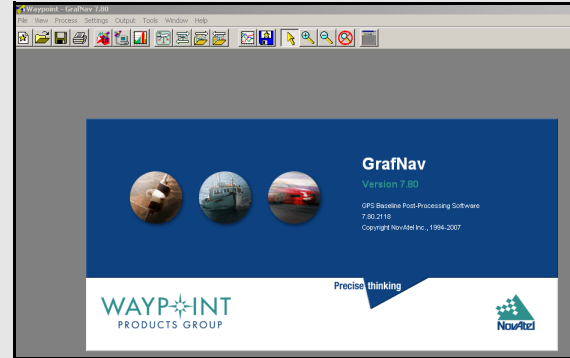 Waypoint - GrafNav 7.80
File View Process Settings Output Tools Window Help
GrafNav
Version 7.80
GPS Baseline Post-Processing Software
7.80.2118
Copyright NovAtel Inc., 1994-2007
Precise thinking
WAYPOINT
PRODUCTS GROUP
NovAtel